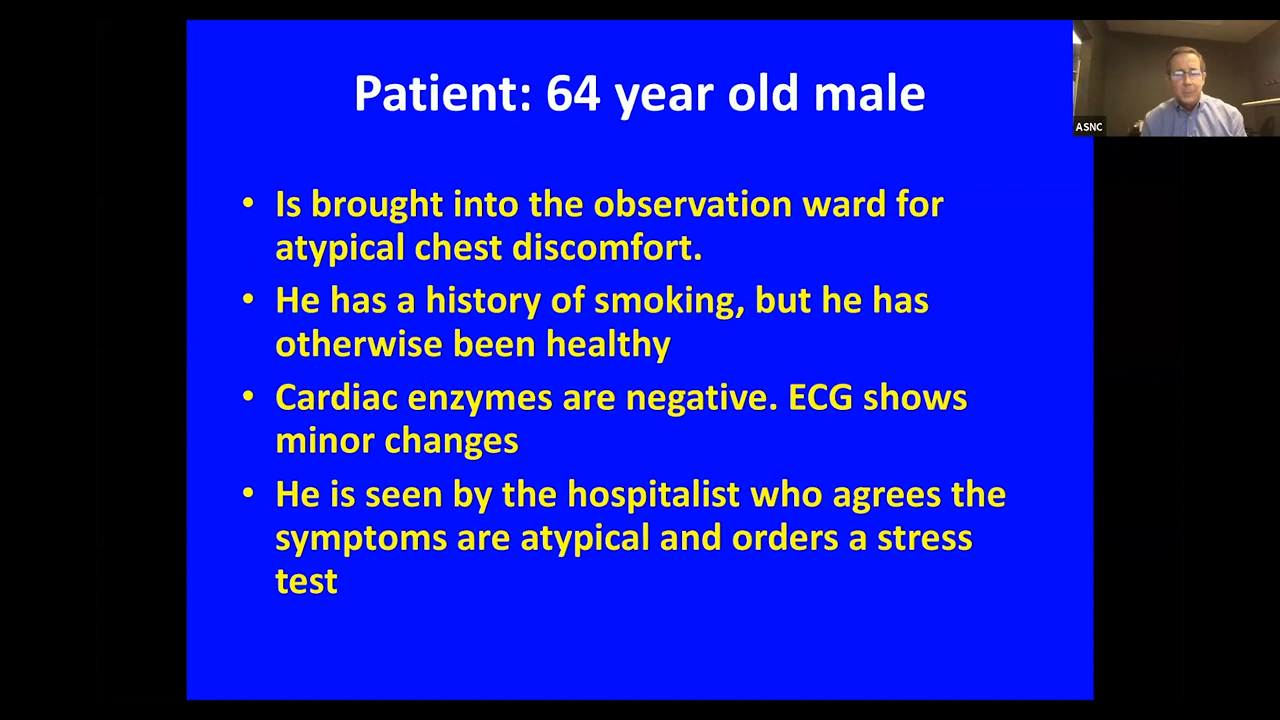 Patient: 64 year old male
ASNC
• Is brought into the observation ward for
atypical chest discomfort.
• He has a history of smoking, but he has
otherwise been healthy
• Cardiac enzymes are negative. ECG shows
minor changes
• He is seen by the hospitalist who agrees the
symptoms are atypical and orders a stress
test